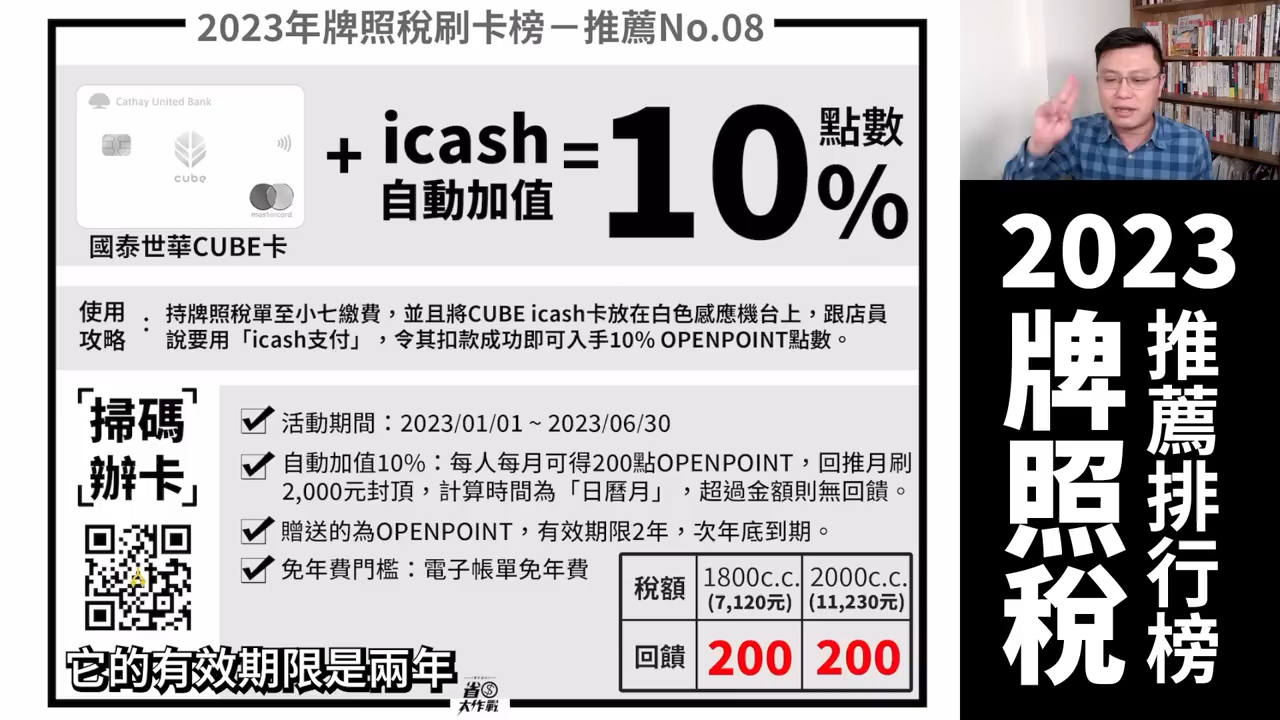 2023年牌照稅刷卡榜－推薦No.08
Cathay United Bank
cube
mastercard
國泰世華CUBE卡
+
icash
自動加值
=
10
點數
%
使用
攻略
：
持牌照稅單至小七繳費，並且將CUBE icash卡放在白色感應機台上，跟店員
說要用「icash支付」，令其扣款成功即可入手10% OPENPOINT點數。
掃碼
辦卡
活動期間：2023/01/01 ~ 2023/06/30
自動加值10%：每人每月可得200點OPENPOINT，回推月刷
2,000元封頂，計算時間為「日曆月」，超過金額則無回饋。
贈送的為OPENPOINT，有效期限2年，次年底到期。
免年費門檻：電子帳單免年費
稅額
1800c.c.
(7,120元)
2000c.c.
(11,230元)
回饋
200
200
它的有效期限是兩年
省
大作戰
2023
牌照稅
推薦排行榜